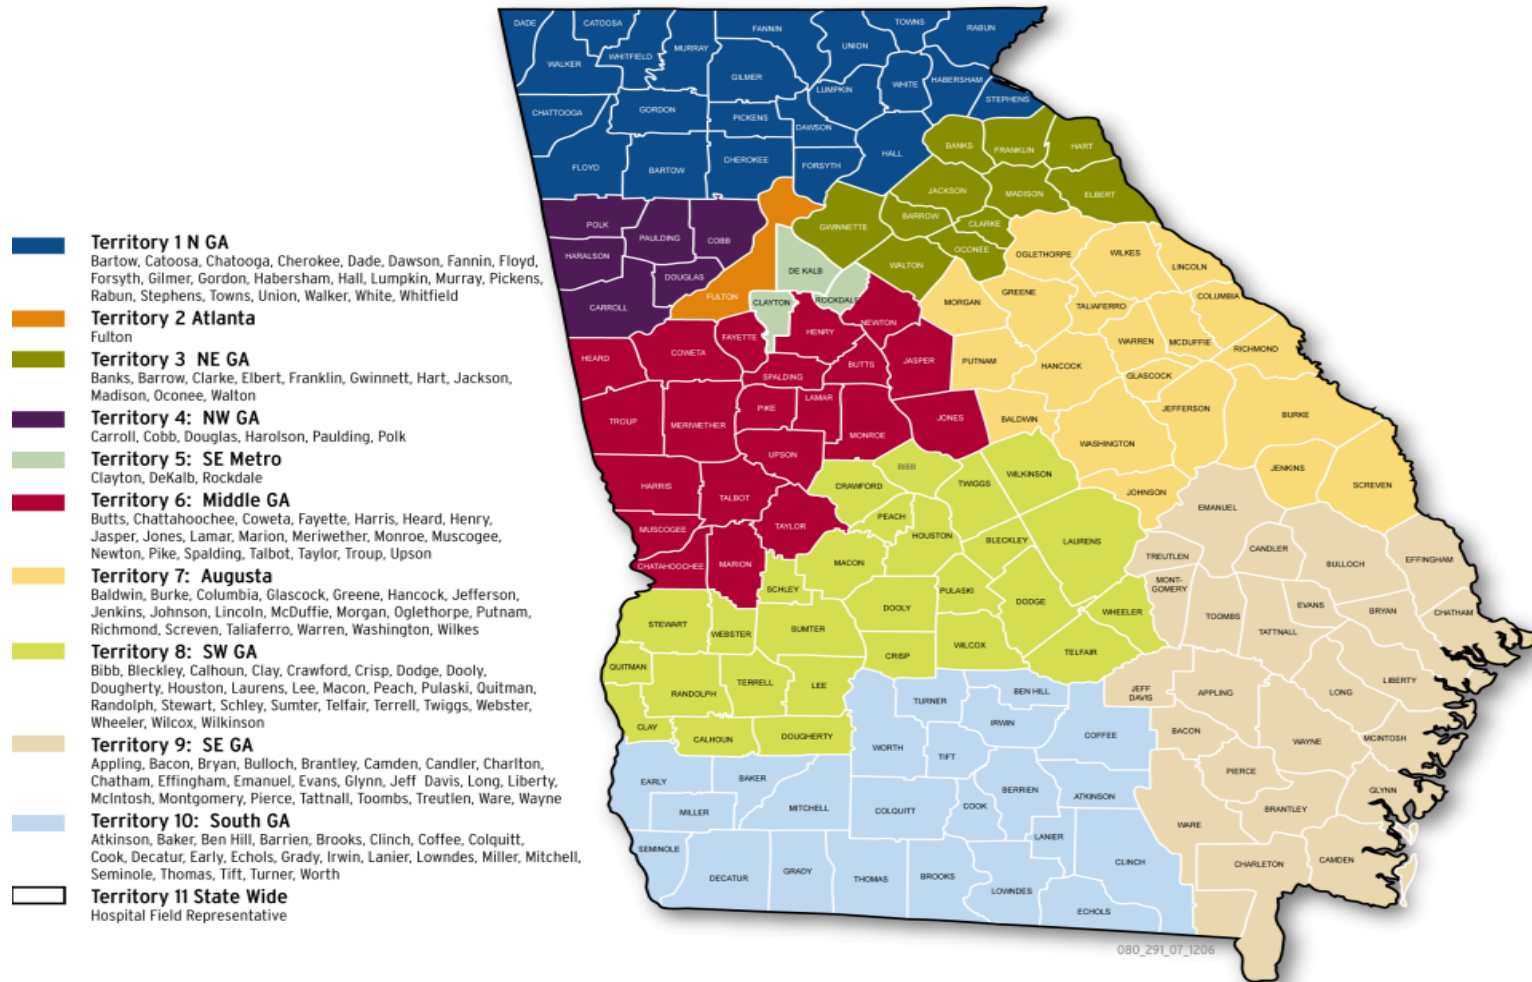 Territory 1 N GA
Bartow, Catoosa, Chatooga, Cherokee, Dade, Dawson, Fannin, Floyd,
Forsyth, Gilmer, Gordon, Habersham, Hall, Lumpkin, Murray, Pickens,
Rabun, Stephens, Towns, Union, Walker, White, Whitfield
Territory 2 Atlanta
Fulton
Territory 3 NE GA
Banks, Barrow, Clarke, Elbert, Franklin, Gwinnett, Hart, Jackson,
Madison, Oconee, Walton
Territory 4: NW GA
Carroll, Cobb, Douglas, Harolson, Paulding, Polk
Territory 5: SE Metro
Clayton, DeKalb, Rockdale
Territory 6: Middle GA
Butts, Chattahoochee, Coweta, Fayette, Harris, Heard, Henry,
Jasper, Jones, Lamar, Marion, Meriwether, Monroe, Muscogee,
Newton, Pike, Spalding, Talbot, Taylor, Troup, Upson
Territory 7: Augusta
Baldwin, Burke, Columbia, Glascock, Greene, Hancock, Jefferson,
Jenkins, Johnson, Lincoln, McDuffie, Morgan, Oglethorpe, Putnam,
Richmond, Screven, Taliaferro, Warren, Washington, Wilkes
Territory 8: SW GA
Bibb, Bleckley, Calhoun, Clay, Crawford, Crisp, Dodge, Dooly,
Dougherty, Houston, Laurens, Lee, Macon, Peach, Pulaski, Quitman,
Randolph, Stewart, Schley, Sumter, Telfair, Terrell, Twiggs, Webster,
Wheeler, Wilcox, Wilkinson
Territory 9: SE GA
Appling, Bacon, Bryan, Bulloch, Brantley, Camden, Candler, Charlton,
Chatham, Effingham, Emanuel, Evans, Glynn, Jeff Davis, Long, Liberty,
McIntosh, Montgomery, Pierce, Tattnall, Toombs, Treutlen, Ware, Wayne
Territory 10: South GA
Atkinson, Baker, Ben Hill, Barrien, Brooks, Clinch, Coffee, Colquitt,
Cook, Decatur, Early, Echols, Grady, Irwin, Lanier, Lowndes, Miller, Mitchell,
Seminole, Thomas, Tift, Turner, Worth
Territory 11 State Wide
Hospital Field Representative
DADE
CATOOSA
FANNIN
TOWNS
RABUN
WALKER
WHITFIELD
MURRAY
UNION
GILMER
LUMPKIN
WHITE
HABERSHAM
STEPHENS
CHATTOOGA
GORDON
PICKENS
DAWSON
FLOYD
BARTOW
CHEROKEE
FORSYTH
HALL
BANKS
FRANKLIN
HART
JACKSON
MADISON
ELBERT
POLK
PAULDING
COBB
GWINNETTE
BARROW
CLARKE
OCONEE
HARALSON
DOUGLAS
DE KALB
WALTON
OGLETHORPE
WILKES
LINCOLN
CARROLL
FULTON
CLAYTON
ROCKDALE
MORGAN
GREENE
TALIAFERRO
COLUMBIA
HEARD
COWETA
FAYETTE
HENRY
NEWTON
WARREN
MCDUFFIE
RICHMOND
SPALDING
BUTTS
JASPER
PUTNAM
HANCOCK
GLASCOCK
TROUP
MERIWETHER
PIKE
LAMAR
MONROE
JONES
BALDWIN
JEFFERSON
BURKE
WASHINGTON
UPSON
HARRIS
TALBOT
CRAWFORD
BIBB
TWIGGS
WILKINSON
JOHNSON
JENKINS
SCREVEN
MUSCOGEE
TAYLOR
PEACH
HOUSTON
BLECKLEY
LAURENS
EMANUEL
CHATAHOOCHEE
MARION
MACON
SCHLEY
TREUTLEN
CANDLER
BULLOCH
EFFINGHAM
MONT-
GOMERY
STEWART
WEBSTER
SUMTER
DOOLY
PULASKI
DODGE
WHEELER
TOOMBS
EVANS
TATTNALL
BRYAN
CHATHAM
QUITMAN
RANDOLPH
TERRELL
LEE
CRISP
WILCOX
TELFAIR
JEFF
DAVIS
APPLING
LONG
LIBERTY
CLAY
CALHOUN
DOUGHERTY
TURNER
BEN HILL
IRWIN
COFFEE
BACON
WAYNE
MCINTOSH
WORTH
TIFT
EARLY
BAKER
MITCHELL
MILLER
COLQUITT
COOK
BERRIEN
ATKINSON
PIERCE
BRANTLEY
GLYNN
WARE
SEMINOLE
DECATUR
GRADY
THOMAS
BROOKS
LANIER
LOWNDES
CLINCH
ECHOLS
CHARLETON
CAMDEN
080_291_07_1206